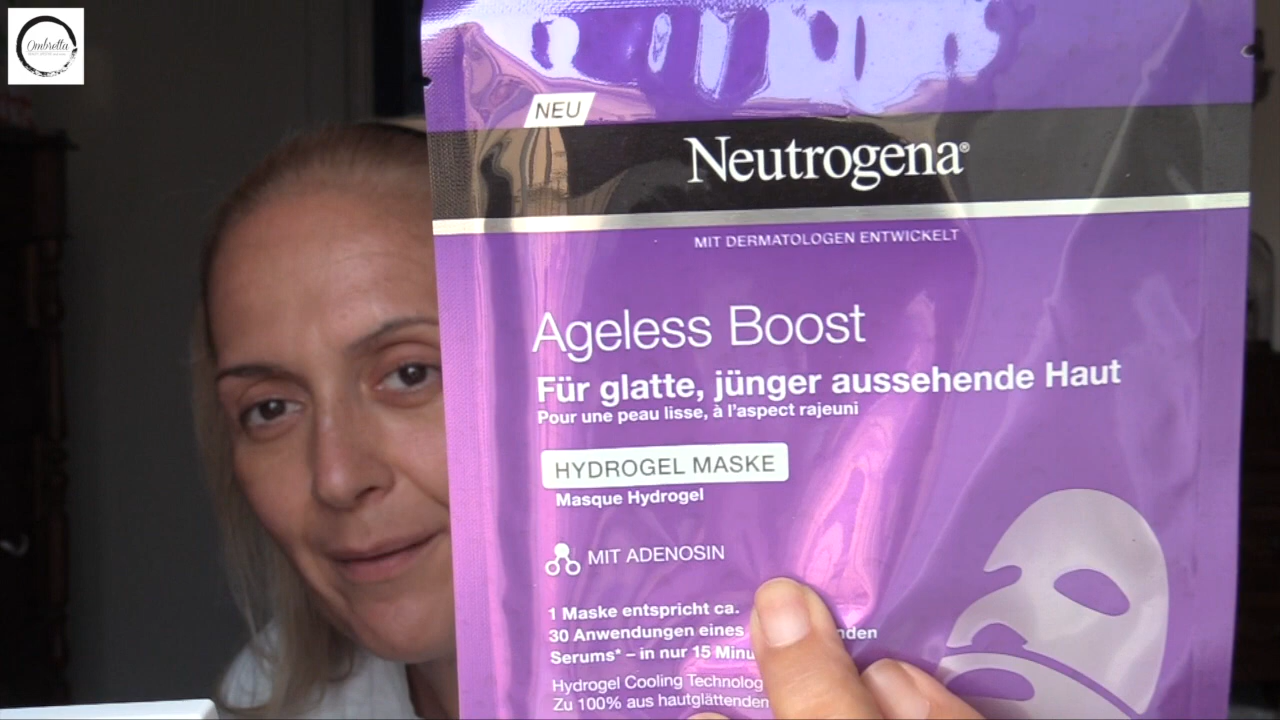 Ombretta
NEU
Neutrogena®
MIT DERMATOLOGEN ENTWICKELT
Ageless Boost
Für glatte, jünger aussehende Haut
Pour une peau lisse, à l'aspect rajeuni
HYDROGEL MASKE
Masque Hydrogel
MIT ADENOSIN
1 Maske entspricht ca.
30 Anwendungen eines
Serums* – in nur 15
Hydrogel Cooling
Zu 100% aus hautglättenden